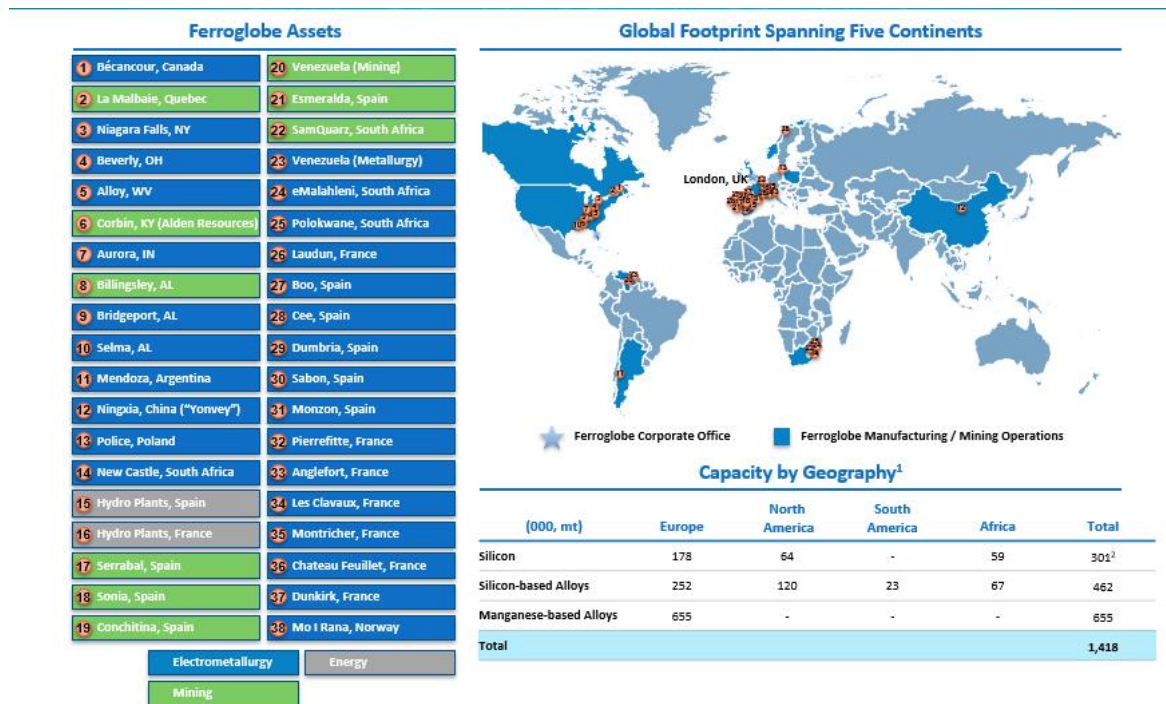 Ferroglobe Assets
1 Bécancour, Canada
2 La Malbaie, Quebec
3 Niagara Falls, NY
4 Beverly, OH
5 Alloy, WV
6 Corbin, KY (Alden Resources)
7 Aurora, IN
8 Billingsley, AL
9 Bridgeport, AL
10 Selma, AL
11 Mendoza, Argentina
12 Ningxia, China (“Yonvey”)
13 Police, Poland
14 New Castle, South Africa
15 Hydro Plants, Spain
16 Hydro Plants, France
17 Serrabal, Spain
18 Sonia, Spain
19 Conchitina, Spain
20 Venezuela (Mining)
21 Esmeralda, Spain
22 SamQuarz, South Africa
23 Venezuela (Metallurgy)
24 eMalahleni, South Africa
25 Polokwane, South Africa
26 Laudun, France
27 Boo, Spain
28 Cee, Spain
29 Dumbria, Spain
30 Sabon, Spain
31 Monzon, Spain
32 Pierrefitte, France
33 Anglefort, France
34 Les Clavaux, France
35 Montricher, France
36 Chateau Feuillet, France
37 Dunkirk, France
38 Mo I Rana, Norway
Electrometallurgy
Energy
Mining
Global Footprint Spanning Five Continents
London, UK
Ferroglobe Corporate Office
Ferroglobe Manufacturing / Mining Operations
Capacity by Geography1
(000, mt) Europe North America South America Africa Total
Silicon 178 64 - 59 3012
Silicon-based Alloys 252 120 23 67 462
Manganese-based Alloys 655 - - - 655
Total 1,418